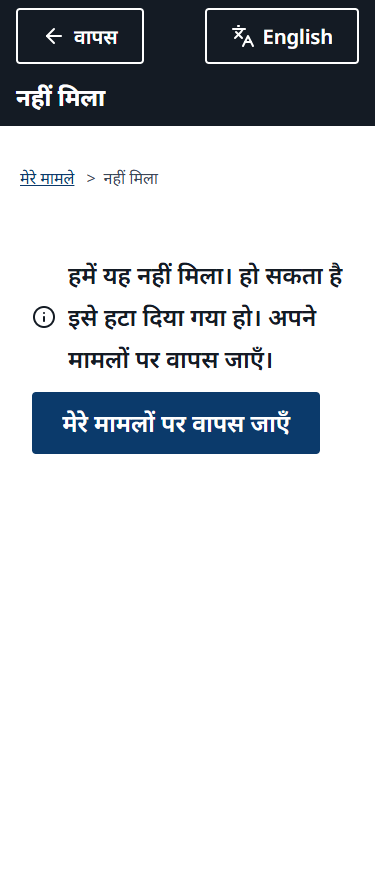 वापस
English
नहीं मिला
मेरे मामले > नहीं मिला
हमें यह नहीं मिला। हो सकता है
इसे हटा दिया गया हो। अपने
मामलों पर वापस जाएँ।
मेरे मामलों पर वापस जाएँ